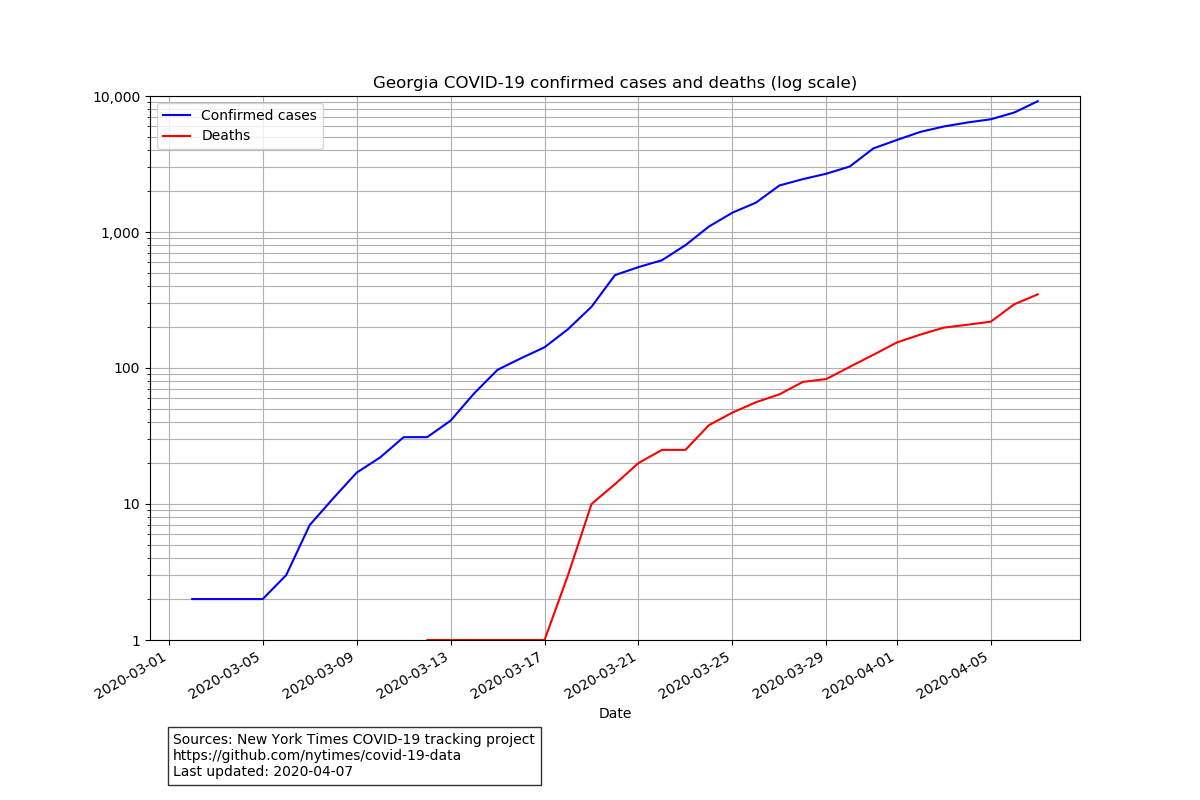 Georgia COVID-19 confirmed cases and deaths (log scale)
10,000
1,000
100
10
1
Confirmed cases
Deaths
2020-03-01
2020-03-05
2020-03-09
2020-03-13
2020-03-17
2020-03-21
2020-03-25
2020-03-29
2020-04-01
2020-04-05
Date
Sources: New York Times COVID-19 tracking project
https://github.com/nytimes/covid-19-data
Last updated: 2020-04-07